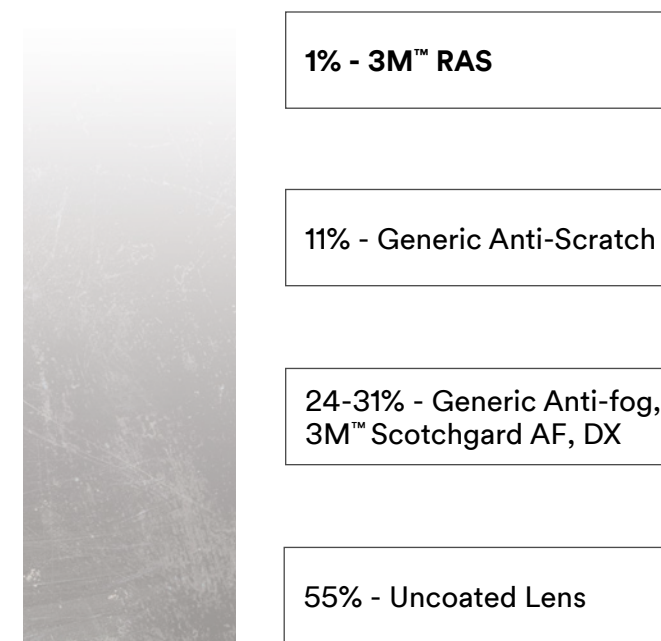 1% - 3M™ RAS
11% - Generic Anti-Scratch
24-31% - Generic Anti-fog,
3M™ Scotchgard AF, DX
55% - Uncoated Lens